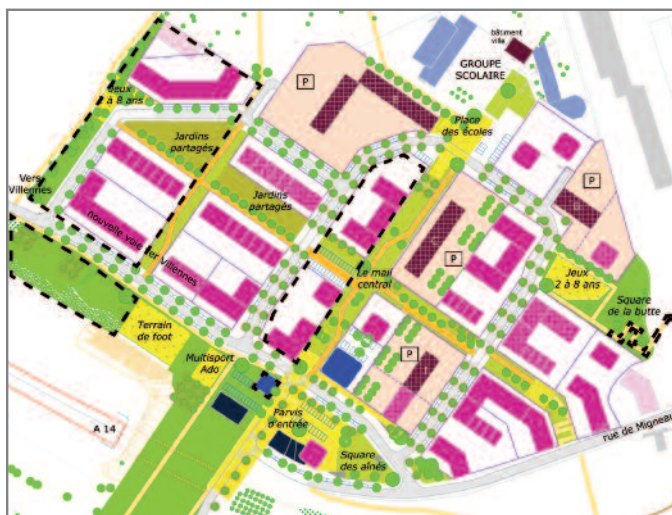 bâtiment
ville
GROUPE
SCOLAIRE
P
Jeux
à 8 ans
Jardins
partagés
Place
des écoles
P
Vers
Villennes
Jardins
partagés
nouvelle voie ver Villennes
P
Le mail
central
Jeux
2 à 8 ans
Square
de la butte
Terrain
de foot
Multisport
Ado
P
A 14
Parvis
d'entrée
Square
des aînés
rue de Migneau